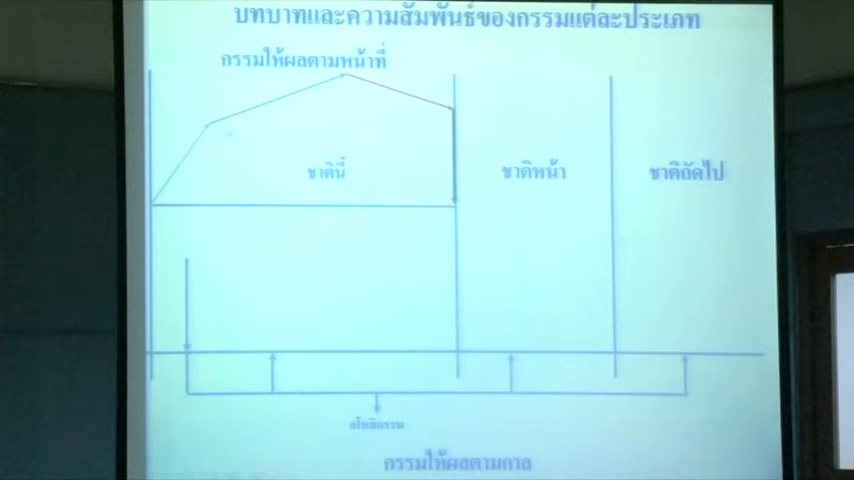 บทบาทและความสัมพันธ์ของกรรมแต่ละประเภท
กรรมให้ผลตามหน้าที่
ชาตินี้
ชาติหน้า
ชาติถัดไป
อโหสิกรรม
กรรมให้ผลตามกาล